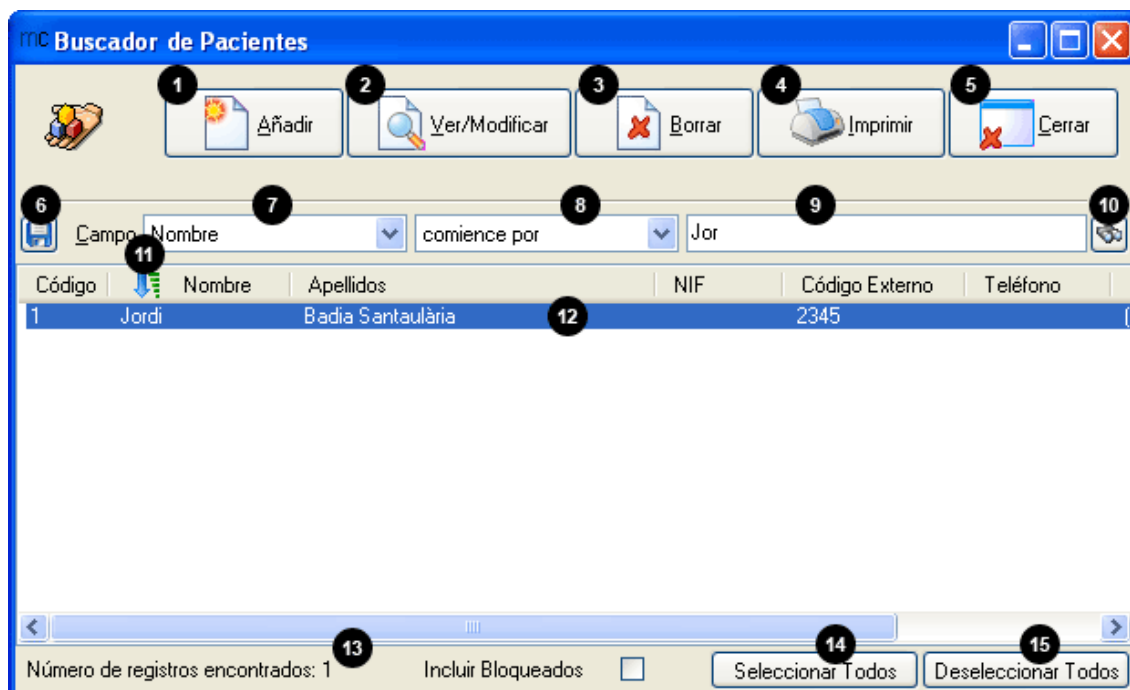 mc Buscador de Pacientes
1 2 3 4 5
Añadir Ver/Modificar Borrar Imprimir Cerrar
6 7 8 9 10
Campo Nombre comience por Jor
11
Código Nombre Apellidos NIF Código Externo Teléfono
1 Jordi Badia Santaulària 12 2345 (
13 14 15
Número de registros encontrados: 1 Incluir Bloqueados Seleccionar Todos Deseleccionar Todos